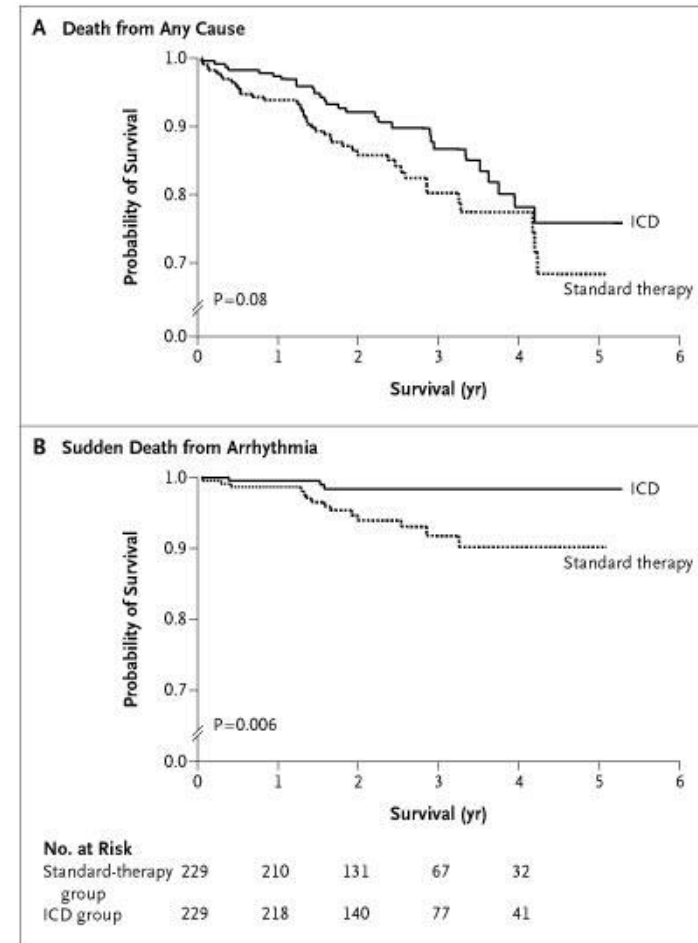 A Death from Any Cause
Probability of Survival
1.0
0.9
0.8
0.7
0.0
P=0.08
ICD
Standard therapy
0 1 2 3 4 5 6
Survival (yr)
B Sudden Death from Arrhythmia
Probability of Survival
1.0
0.9
0.8
0.7
0.0
P=0.006
ICD
Standard therapy
0 1 2 3 4 5 6
Survival (yr)
No. at Risk
Standard-therapy 229 210 131 67 32
group
ICD group 229 218 140 77 41